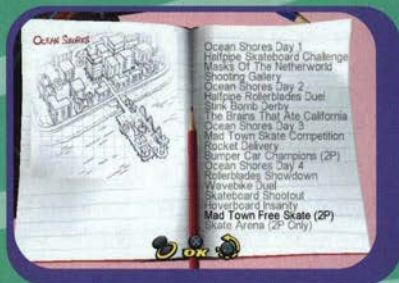 OCEAN SHORES
Ocean Shores Day 1
Halfpipe Skateboard Challenge
Masks Of The Netherworld
Shooting Gallery
Ocean Shores Day 2
Halfpipe Rollerblades Duel
Stink Bomb Derby
The Brains That Ate California
Ocean Shores Day 3
Mad Town Skate Competition
Rocket Delivery
Bumper Car Champions (2P)
Ocean Shores Day 4
Rollerblades Showdown
Wavebike Duel
Skateboard Shootout
Hoverboard Insanity
Mad Town Free Skate (2P)
Skate Arena (2P Only)
OK